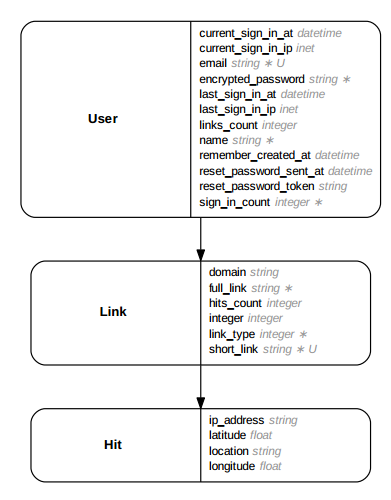 User
current_sign_in_at datetime
current_sign_in_ip inet
email string ∗ U
encrypted_password string ∗
last_sign_in_at datetime
last_sign_in_ip inet
links_count integer
name string ∗
remember_created_at datetime
reset_password_sent_at datetime
reset_password_token string
sign_in_count integer ∗
Link
domain string
full_link string ∗
hits_count integer
integer integer
link_type integer ∗
short_link string ∗ U
Hit
ip_address string
latitude float
location string
longitude float